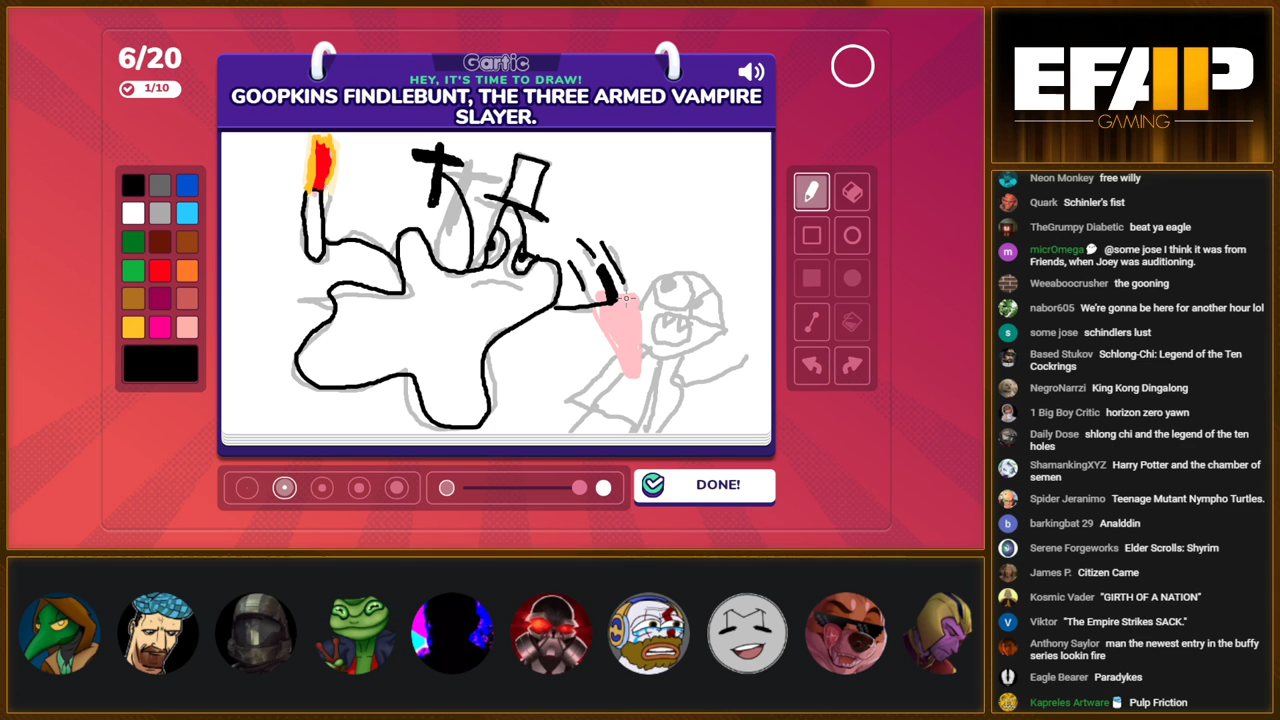 6/20
1/10
Gartic
HEY, IT'S TIME TO DRAW!
GOOPKINS FINDLEBUNT, THE THREE ARMED VAMPIRE
SLAYER.
DONE!
EFAP
GAMING
Neon Monkey free willy
Quark Schinler's fist
TheGrumpy Diabetic beat ya eagle
micrOmega @some jose I think it was from
Friends, when Joey was auditioning.
Weeaboocrusher the gooning
nabor605 We're gonna be here for another hour lol
some jose schindlers lust
Based Stukov Schlong-Chi: Legend of the Ten
Cockrings
NegroNarrzi King Kong Dingalong
1 Big Boy Critic horizon zero yawn
Daily Dose shlong chi and the legend of the ten
holes
ShamankingXYZ Harry Potter and the chamber of
semen
Spider Jeranimo Teenage Mutant Nympho Turtles.
barkingbat 29 Analddin
Serene Forgeworks Elder Scrolls: Shyrim
James P. Citizen Came
Kosmic Vader "GIRTH OF A NATION"
Viktor "The Empire Strikes SACK."
Anthony Saylor man the newest entry in the buffy
series lookin fire
Eagle Bearer Paradykes
Kapreles Artware Pulp Friction